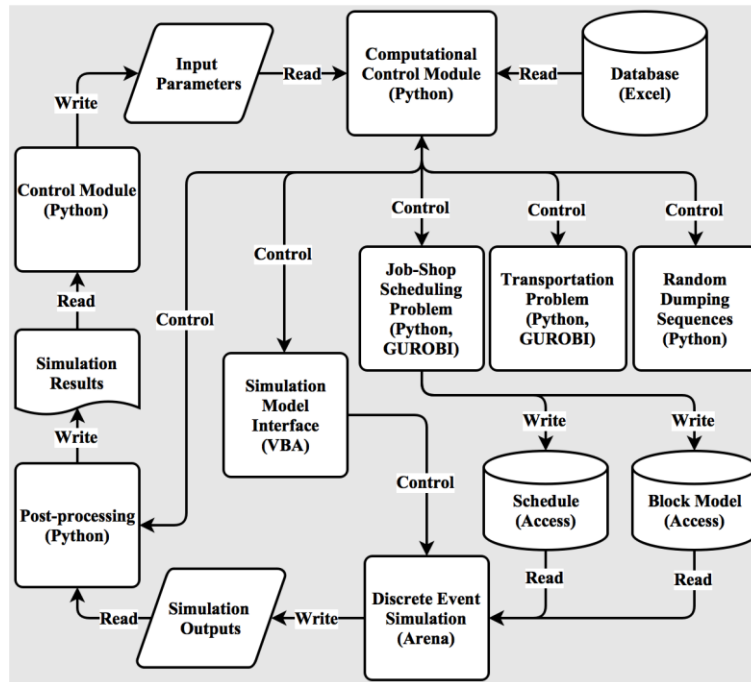 Input
Parameters
Read
Computational
Control Module
(Python)
Read
Database
(Excel)
Write
Control Module
(Python)
Control
Control
Control
Control
Job-Shop
Scheduling
Problem
(Python,
GUROBI)
Transportation
Problem
(Python,
GUROBI)
Random
Dumping
Sequences
(Python)
Read
Control
Simulation
Results
Simulation
Model
Interface
(VBA)
Write
Write
Write
Control
Post-processing
(Python)
Schedule
(Access)
Block Model
(Access)
Read
Read
Read
Simulation
Outputs
Write
Discrete Event
Simulation
(Arena)